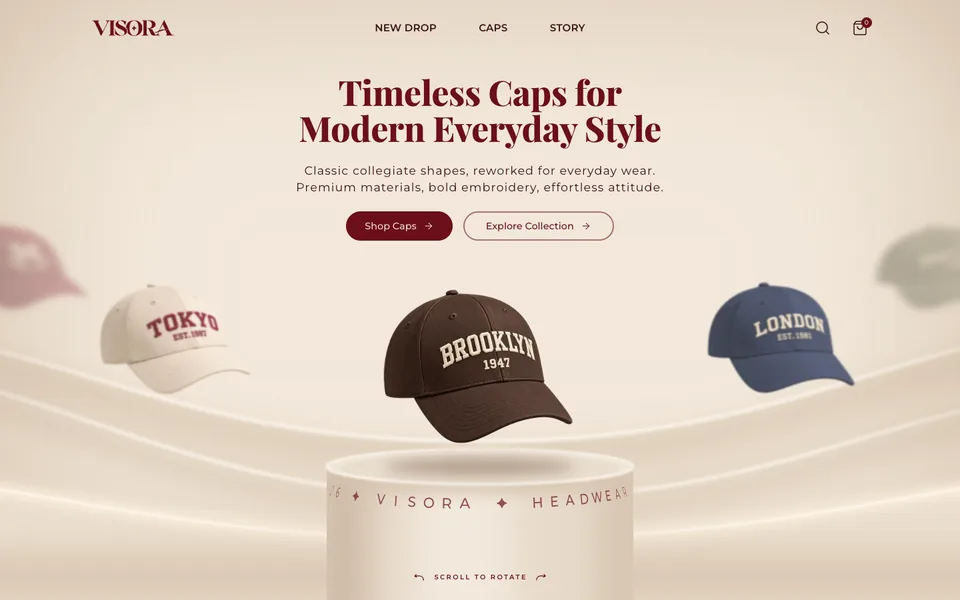 VISORA
NEW DROP
CAPS
STORY
0
Timeless Caps for
Modern Everyday Style
Classic collegiate shapes, reworked for everyday wear.
Premium materials, bold embroidery, effortless attitude.
Shop Caps →
Explore Collection →
TOKYO
BROOKLYN
1947
LONDON
EST. 1981
✦ VISORA ✦ HEADWEAR
SCROLL TO ROTATE